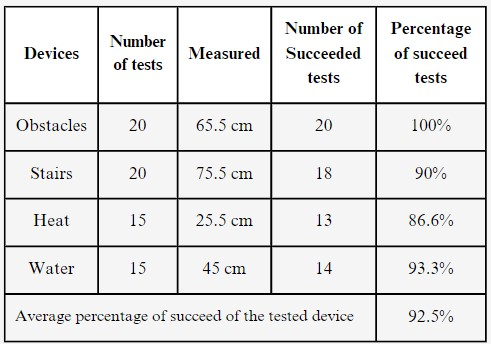 Devices Number of tests Measured Number of Succeeded tests Percentage of succeed tests
Obstacles 20 65.5 cm 20 100%
Stairs 20 75.5 cm 18 90%
Heat 15 25.5 cm 13 86.6%
Water 15 45 cm 14 93.3%
Average percentage of succeed of the tested device 92.5%